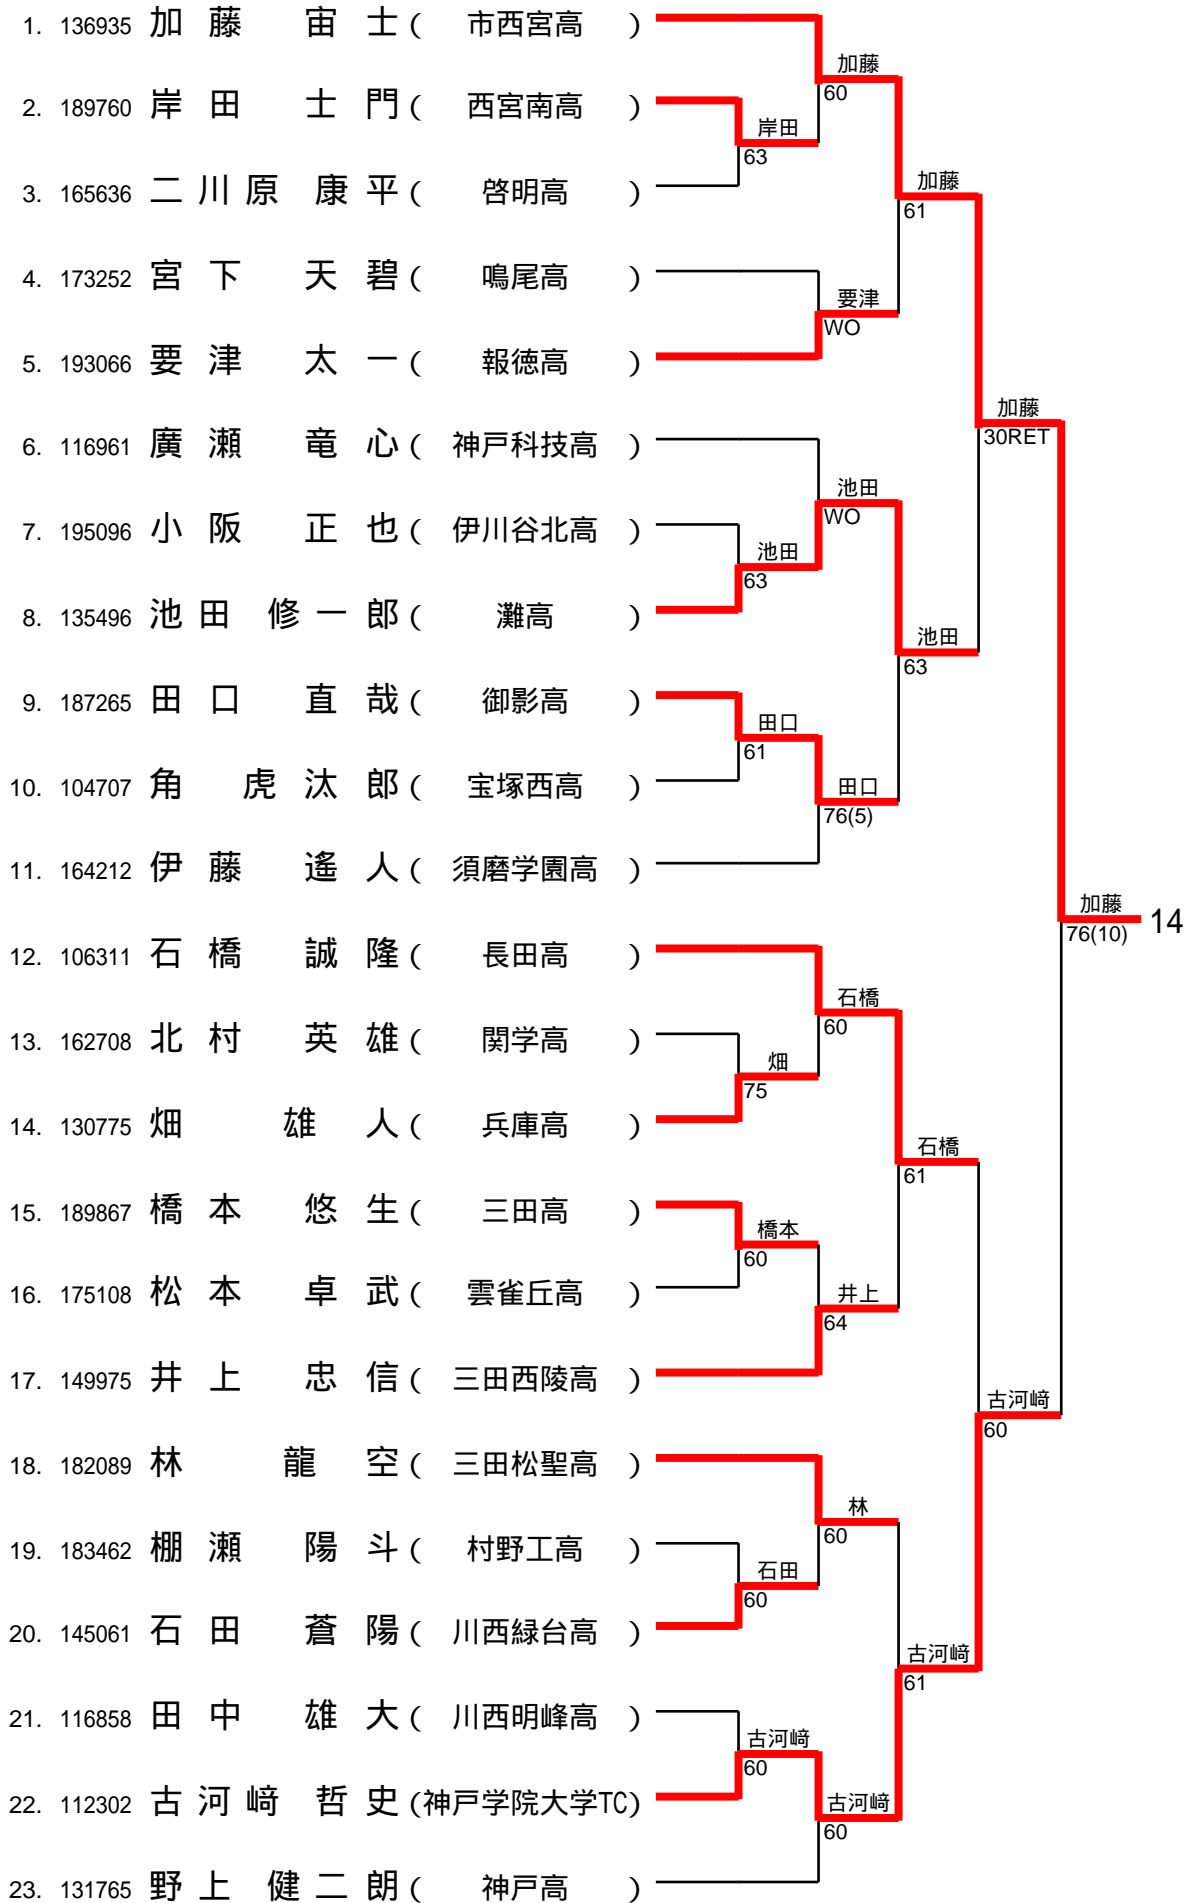 1. 136935 加藤 宙士 ( 市西宮高 )
加藤
60
2. 189760 岸田 士門 ( 西宮南高 )
岸田
63
3. 165636 二川原 康平 ( 啓明高 )
加藤
61
4. 173252 宮下 天碧 ( 鳴尾高 )
要津
WO
5. 193066 要津 太一 ( 報徳高 )
加藤
30RET
6. 116961 廣瀬 竜心 ( 神戸科技高 )
池田
WO
7. 195096 小阪 正也 ( 伊川谷北高 )
池田
63
8. 135496 池田 修一郎 ( 灘高 )
池田
63
9. 187265 田口 直哉 ( 御影高 )
田口
61
10. 104707 角 虎汰郎 ( 宝塚西高 )
田口
76(5)
11. 164212 伊藤 遙人 ( 須磨学園高 )
加藤
76(10)
14
12. 106311 石橋 誠隆 ( 長田高 )
石橋
60
13. 162708 北村 英雄 ( 関学高 )
畑
75
14. 130775 畑 雄人 ( 兵庫高 )
石橋
61
15. 189867 橋本 悠生 ( 三田高 )
橋本
60
16. 175108 松本 卓武 ( 雲雀丘高 )
井上
64
17. 149975 井上 忠信 ( 三田西陵高 )
古河﨑
60
18. 182089 林 龍空 ( 三田松聖高 )
林
60
19. 183462 棚瀬 陽斗 ( 村野工高 )
石田
60
20. 145061 石田 蒼陽 ( 川西緑台高 )
古河﨑
61
21. 116858 田中 雄大 ( 川西明峰高 )
古河﨑
60
22. 112302 古河﨑 哲史 (神戸学院大学TC)
古河﨑
60
23. 131765 野上 健二朗 ( 神戸高 )